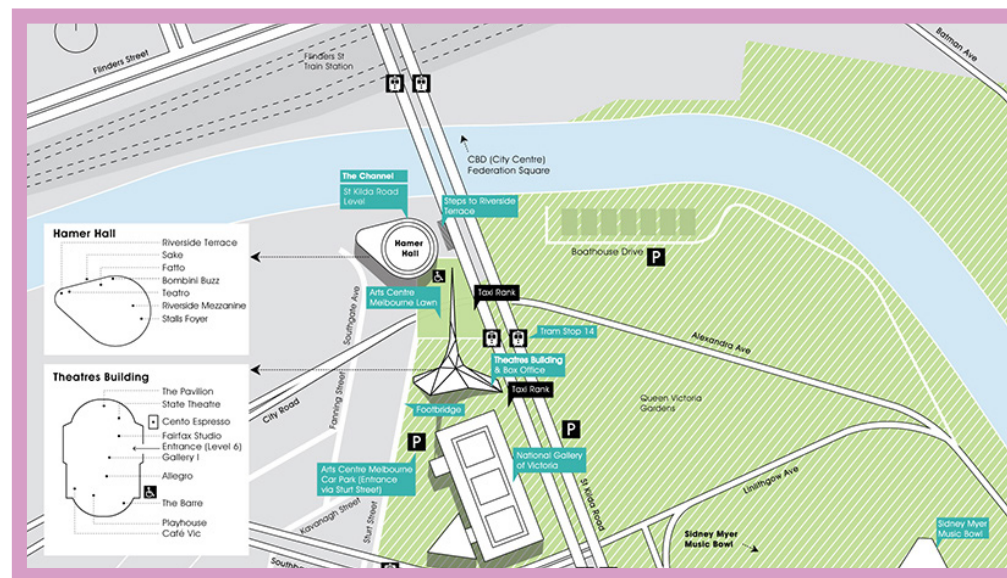 Flinders Street
Flinders St
Train Station
Batman Ave
CBD (City Centre)
Federation Square
The Channel
St Kilda Road
Level
Steps to Riverside
Terrace
Hamer
Hall
Boathouse Drive
P
Hamer Hall
Riverside Terrace
Sake
Fatto
Bombini Buzz
Teatro
Riverside Mezzanine
Stalls Foyer
Arts Centre
Melbourne Lawn
Taxi Rank
Southgate Ave
Tram Stop 14
Alexandra Ave
Theatres Building
& Box Office
Taxi Rank
Queen Victoria
Gardens
City Road
Fanning Street
Footbridge
Theatres Building
The Pavilion
State Theatre
Cento Espresso
Fairfax Studio
Entrance (Level 6)
Gallery 1
Allegro
The Barre
Playhouse
Café Vic
P
P
Arts Centre Melbourne
Car Park (Entrance
via Sturt Street)
National Gallery
of Victoria
St Kilda Road
Linlithgow Ave
Kavanagh Street
Sturt Street
Sidney Myer
Music Bowl
Sidney Myer
Music Bowl